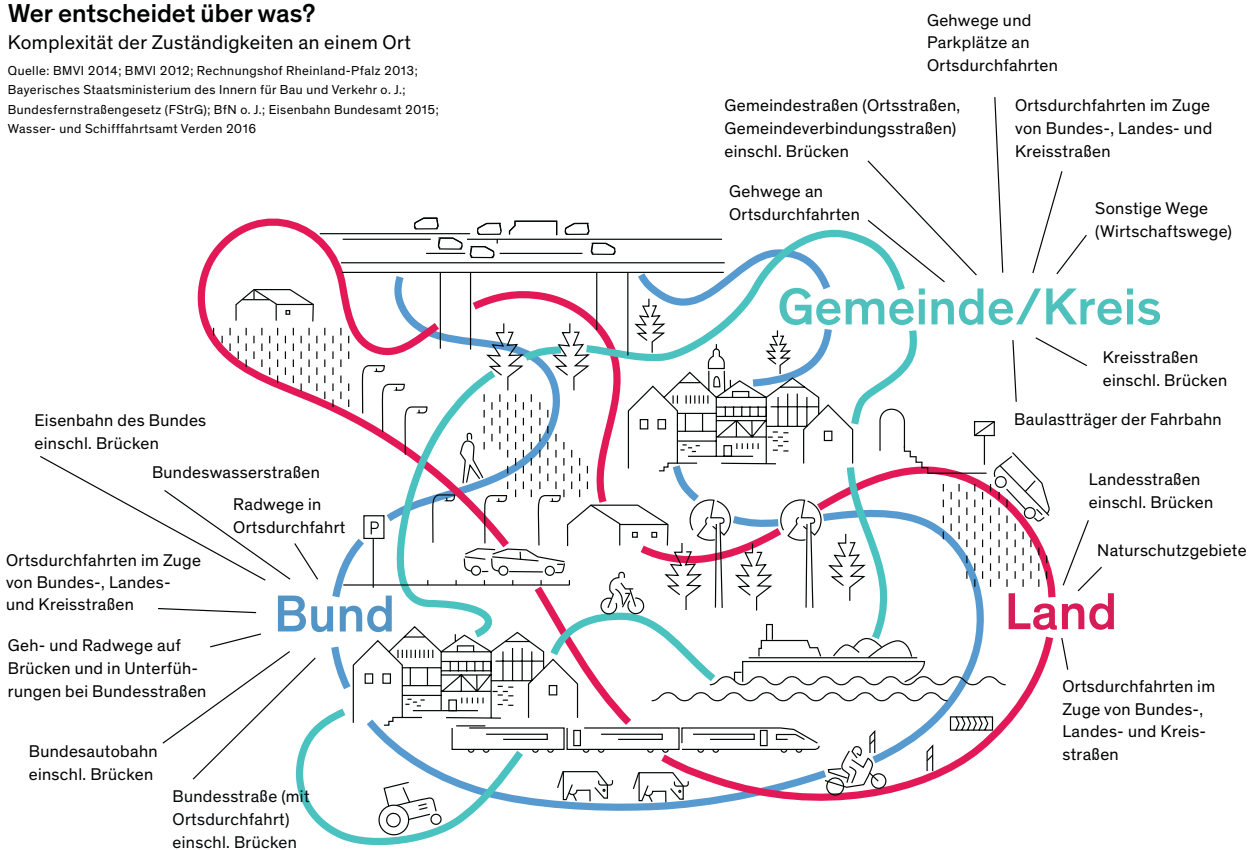 Wer entscheidet über was?
Komplexität der Zuständigkeiten an einem Ort
Quelle: BMVI 2014; BMVI 2012; Rechnungshof Rheinland-Pfalz 2013;
Bayerisches Staatsministerium des Innern für Bau und Verkehr o. J.;
Bundesfernstraßengesetz (FStrG); BfN o. J.; Eisenbahn Bundesamt 2015;
Wasser- und Schifffahrtsamt Verden 2016
Gehwege und
Parkplätze an
Ortsdurchfahrten
Gemeindestraßen (Ortsstraßen,
Gemeindeverbindungsstraßen)
einschl. Brücken
Ortsdurchfahrten im Zuge
von Bundes-, Landes- und
Kreisstraßen
Gehwege an
Ortsdurchfahrten
Sonstige Wege
(Wirtschaftswege)
Gemeinde/Kreis
Kreisstraßen
einschl. Brücken
Baulastträger der Fahrbahn
Eisenbahn des Bundes
einschl. Brücken
Bundeswasserstraßen
Radwege in
Ortsdurchfahrt
P
Ortsdurchfahrten im Zuge
von Bundes-, Landes-
und Kreisstraßen
Bund
Geh- und Radwege auf
Brücken und in Unterfüh-
rungen bei Bundesstraßen
Bundesautobahn
einschl. Brücken
Bundesstraße (mit
Ortsdurchfahrt)
einschl. Brücken
Landesstraßen
einschl. Brücken
Naturschutzgebiete
Land
Ortsdurchfahrten im
Zuge von Bundes-,
Landes- und Kreis-
straßen